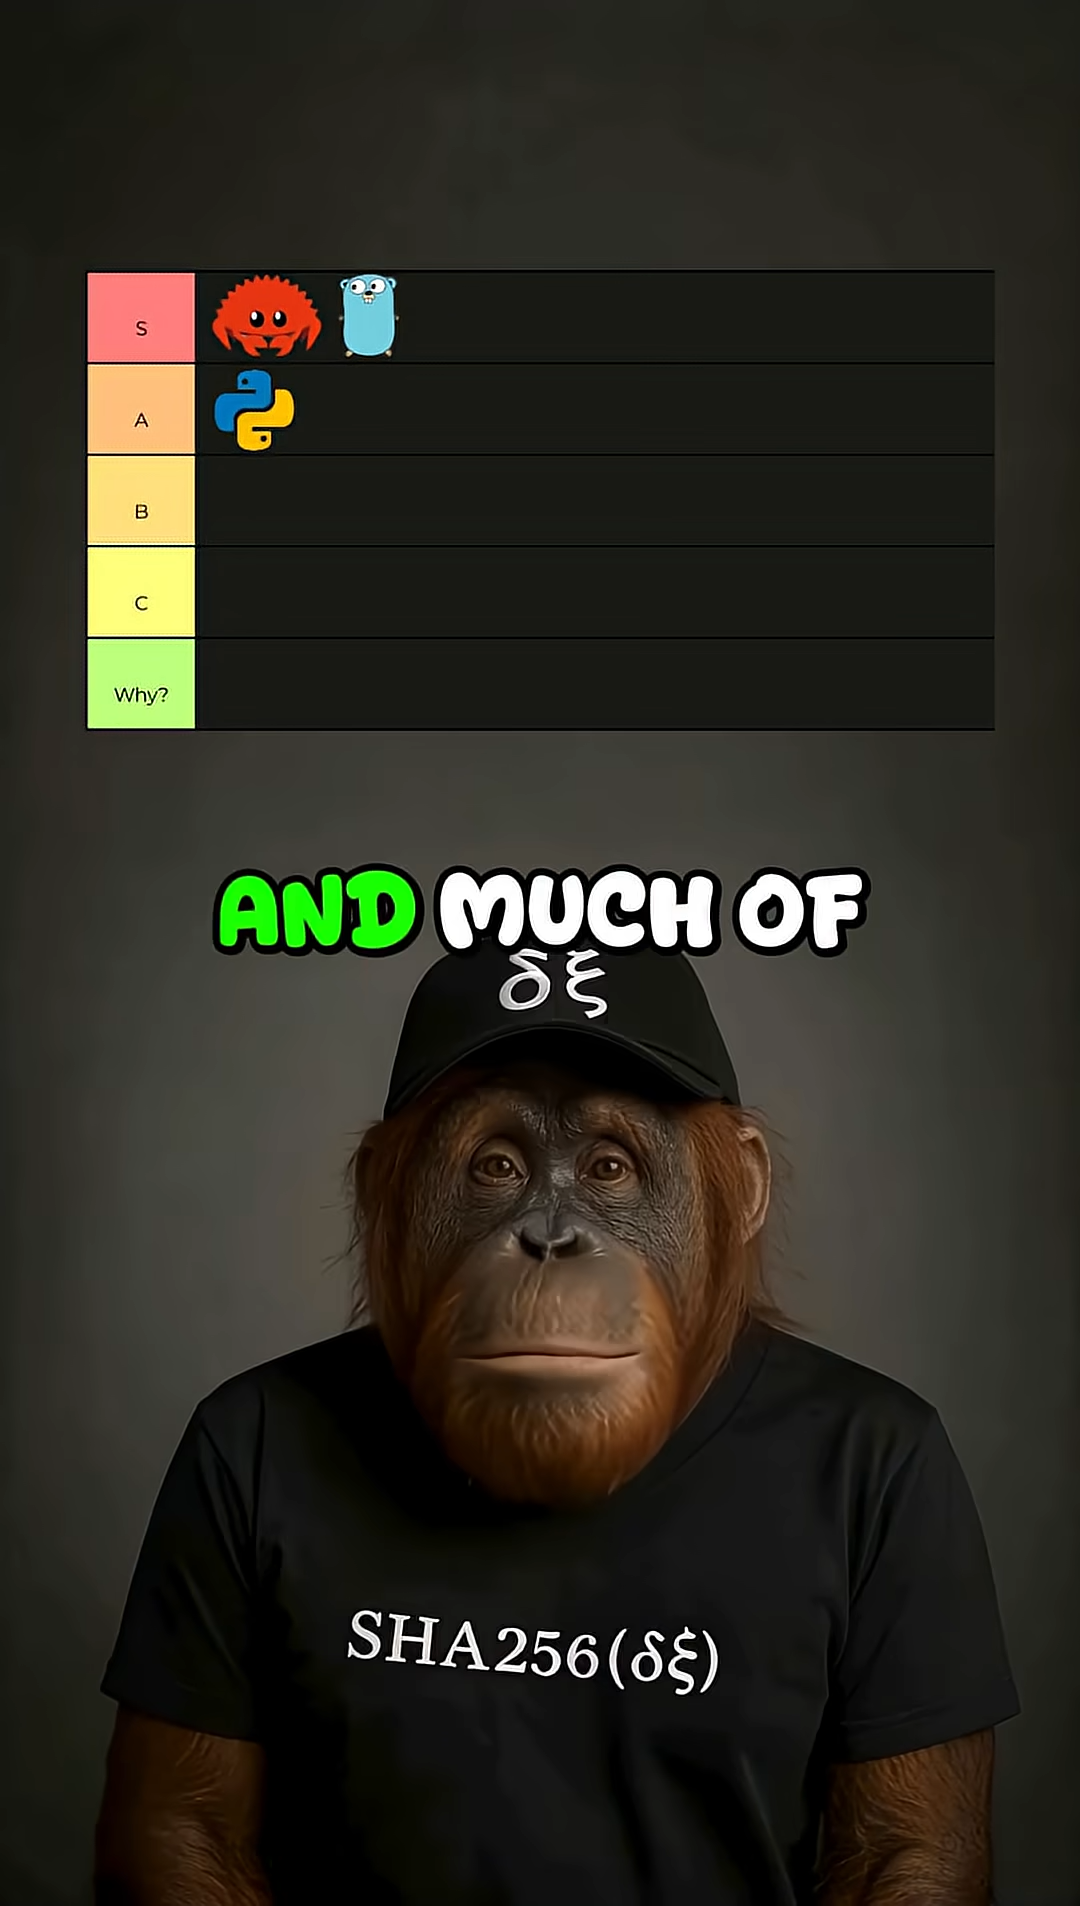 S
A
B
C
Why?
AND MUCH OF
δξ
SHA256(δξ)